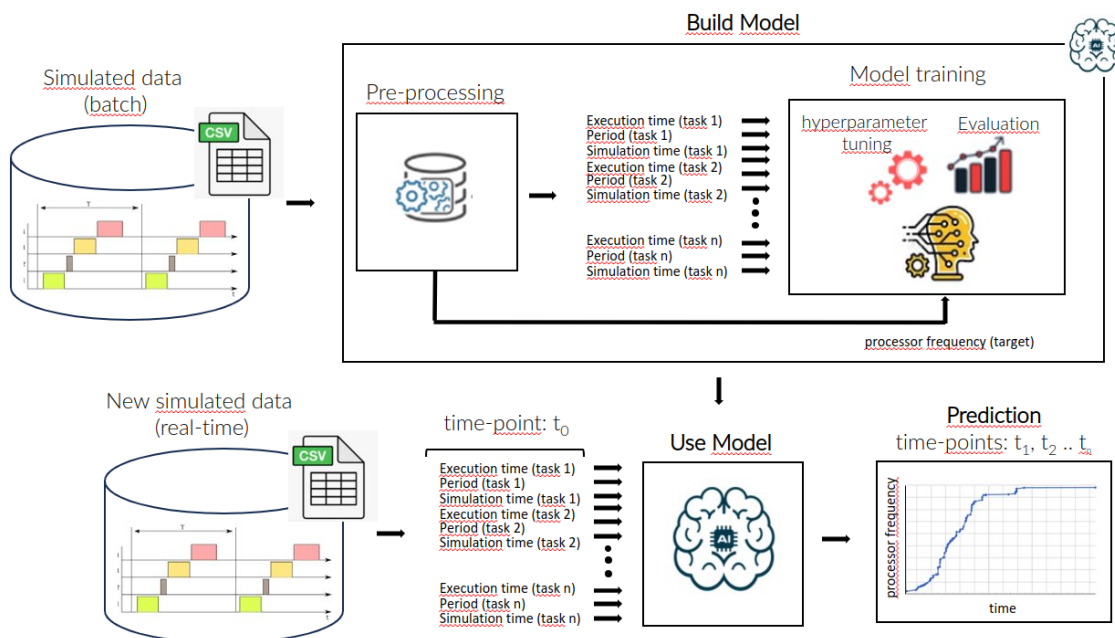 Build Model
Simulated data
(batch)
CSV
T
t
Pre-processing
Execution time (task 1)
Period (task 1)
Simulation time (task 1)
Execution time (task 2)
Period (task 2)
Simulation time (task 2)
Execution time (task n)
Period (task n)
Simulation time (task n)
Model training
hyperparameter
tuning
Evaluation
AI
processor frequency (target)
New simulated data
(real-time)
CSV
T
t
time-point: t₀
Execution time (task 1)
Period (task 1)
Simulation time (task 1)
Execution time (task 2)
Period (task 2)
Simulation time (task 2)
Execution time (task n)
Period (task n)
Simulation time (task n)
Use Model
AI
Prediction
time-points: t₁, t₂ .. tₙ
processor frequency
time